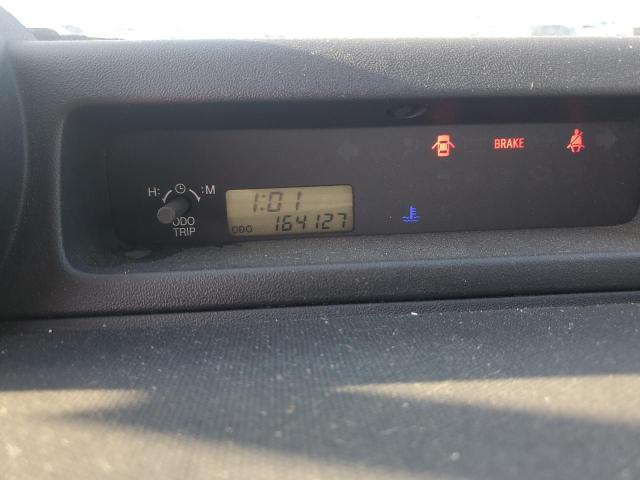 BRAKE
H: :M
1:01
ODO
TRIP
ODO 164127